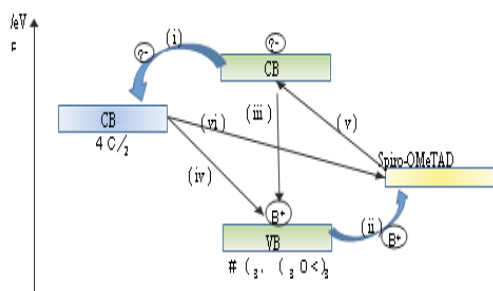 /eV
(i)
CB
CB
(iii)
(v)
(vi)
Spiro-OMeTAD
(iv)
B+
(ii)
B+
VB